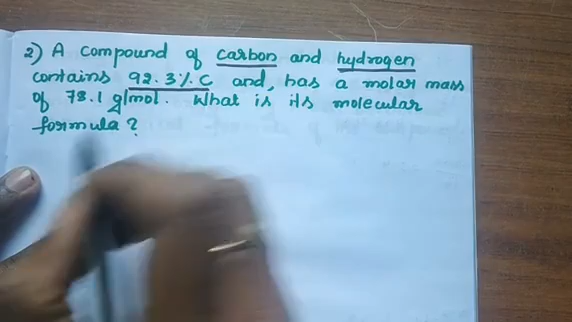 2) A compound of carbon and hydrogen
contains 92.3% C and, has a molar mass
of 78.1 g/mol. What is its molecular
formula?